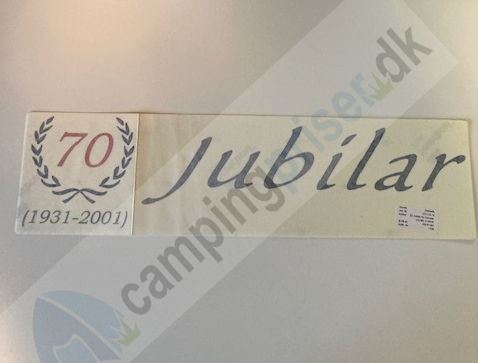 70
(1931-2001)
Jubilar
campingpriser.dk